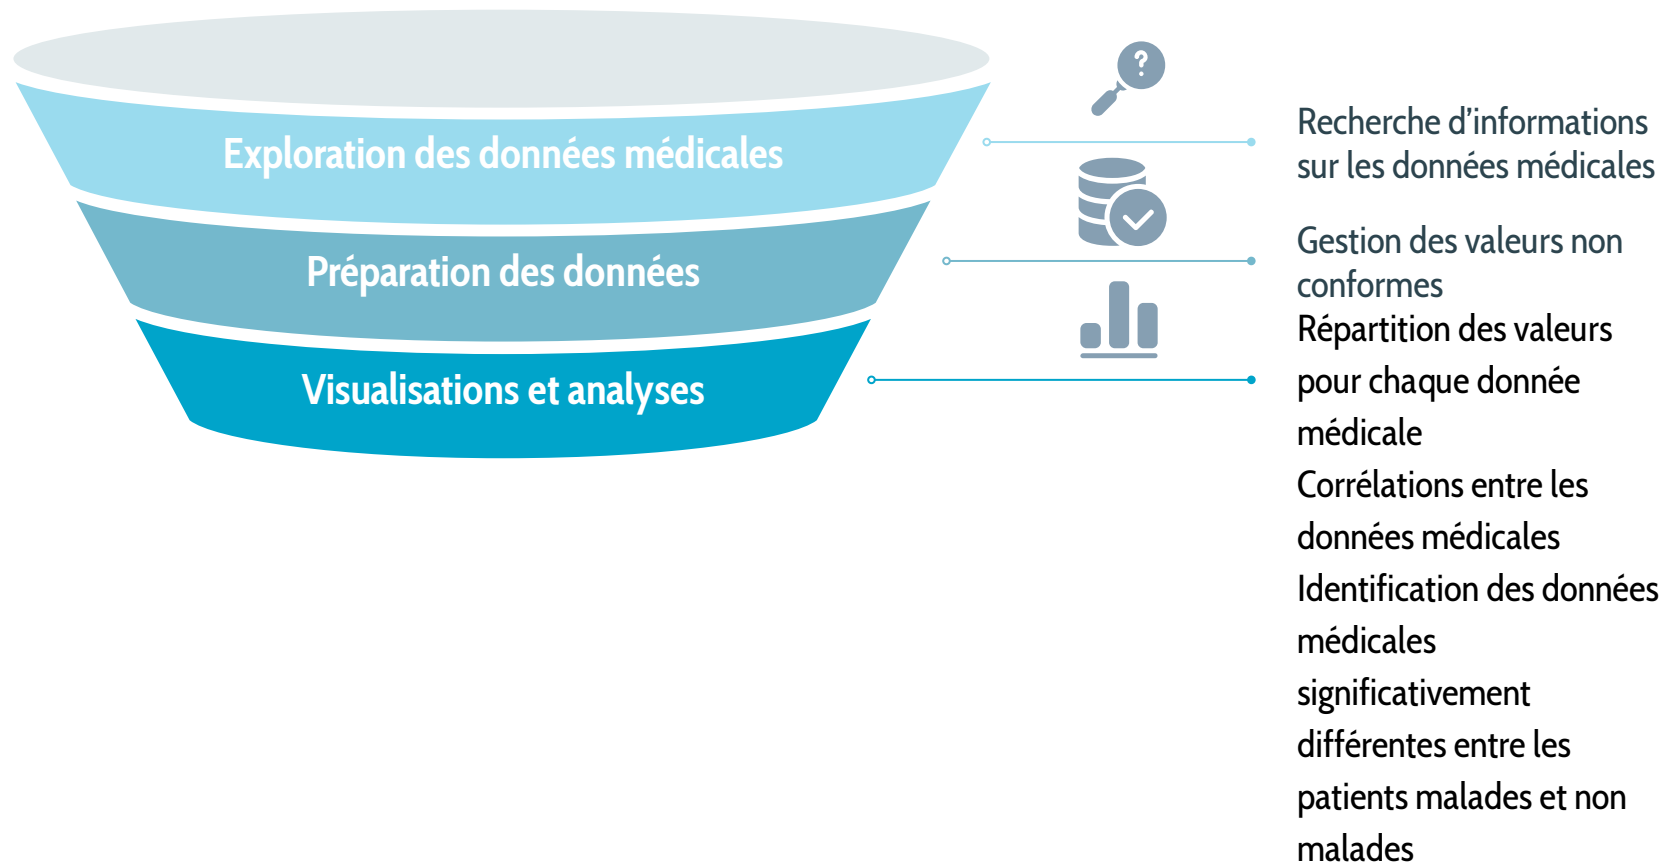 Exploration des données médicales
Préparation des données
Visualisations et analyses
?
Recherche d’informations
sur les données médicales
Gestion des valeurs non
conformes
Répartition des valeurs
pour chaque donnée
médicale
Corrélations entre les
données médicales
Identification des données
médicales
significativement
différentes entre les
patients malades et non
malades